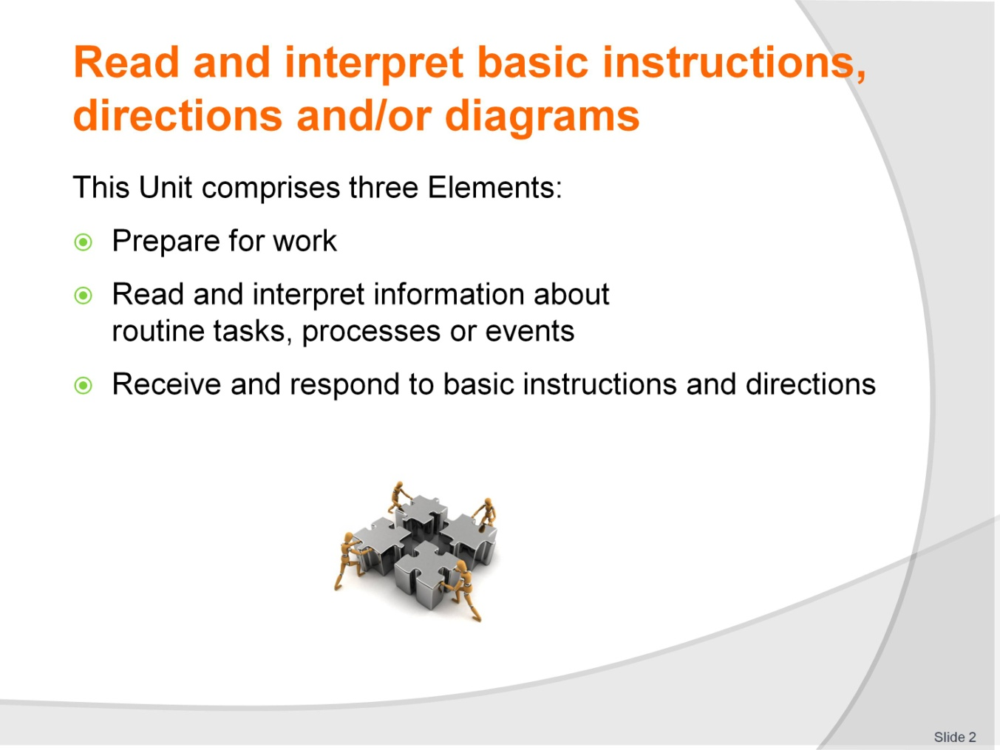 Read and interpret basic instructions,
directions and/or diagrams
This Unit comprises three Elements:
Prepare for work
Read and interpret information about
routine tasks, processes or events
Receive and respond to basic instructions and directions
Slide 2